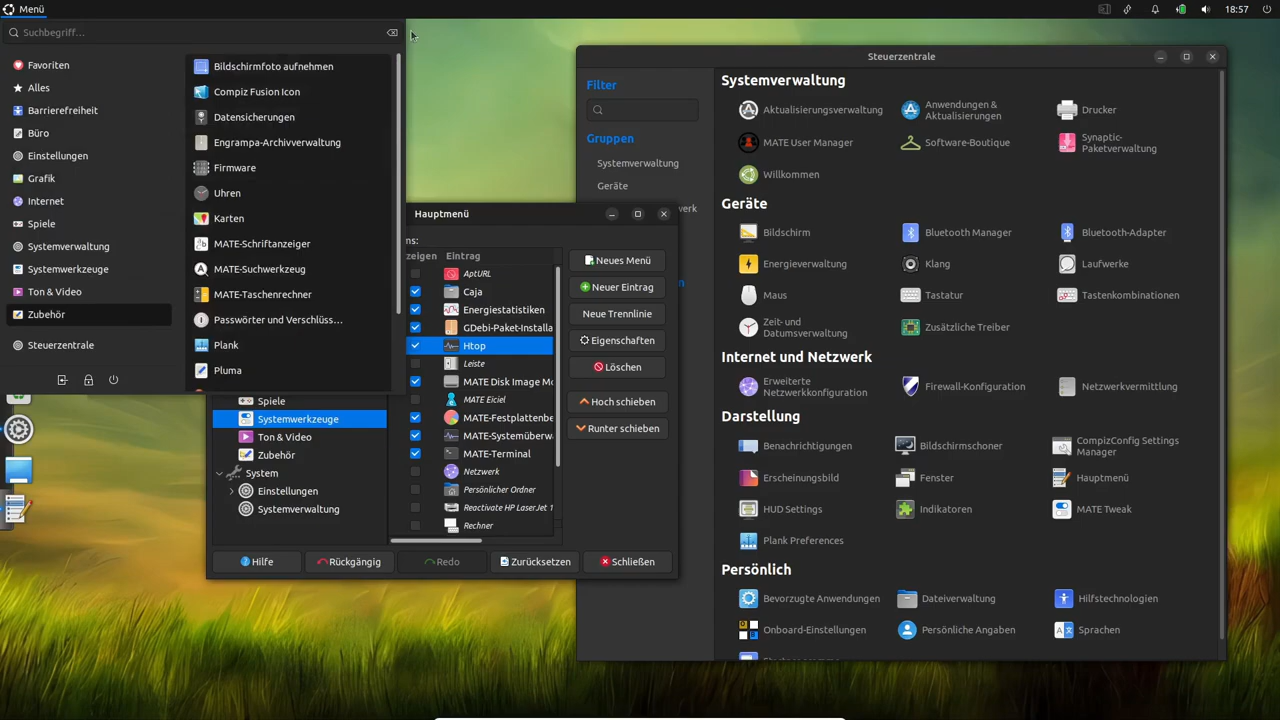 Menü
18:57
Suchbegriff...
Favoriten
Alles
Barrierefreiheit
Büro
Einstellungen
Grafik
Internet
Spiele
Systemverwaltung
Systemwerkzeuge
Ton & Video
Zubehör
Steuerzentrale
Bildschirmfoto aufnehmen
Compiz Fusion Icon
Datensicherungen
Engrampa-Archivverwaltung
Firmware
Uhren
Karten
MATE-Schriftanzeiger
MATE-Suchwerkzeug
MATE-Taschenrechner
Passwörter und Verschlüss...
Plank
Pluma
Hauptmenü
ns:
zeigen Eintrag
AptURL
Caja
Energiestatistiken
GDebi-Paket-Installa
Htop
Leiste
MATE Disk Image Mo
MATE Eiciel
MATE-Festplattenbe
MATE-Systemüberw
MATE-Terminal
Netzwerk
Persönlicher Ordner
Reactivate HP LaserJet 1
Rechner
Spiele
Systemwerkzeuge
Ton & Video
Zubehör
System
Einstellungen
Systemverwaltung
Neues Menü
Neuer Eintrag
Neue Trennlinie
Eigenschaften
Löschen
Hoch schieben
Runter schieben
Hilfe
Rückgängig
Redo
Zurücksetzen
Schließen
Steuerzentrale
Filter
Gruppen
Systemverwaltung
Geräte
werk
Systemverwaltung
Aktualisierungsverwaltung
Anwendungen &
Aktualisierungen
Drucker
MATE User Manager
Software-Boutique
Synaptic-
Paketverwaltung
Willkommen
Geräte
Bildschirm
Bluetooth Manager
Bluetooth-Adapter
Energieverwaltung
Klang
Laufwerke
Maus
Tastatur
Tastenkombinationen
Zeit- und
Datumsverwaltung
Zusätzliche Treiber
Internet und Netzwerk
Erweiterte
Netzwerkkonfiguration
Firewall-Konfiguration
Netzwerkvermittlung
Darstellung
Benachrichtigungen
Bildschirmschoner
CompizConfig Settings
Manager
Erscheinungsbild
Fenster
Hauptmenü
HUD Settings
Indikatoren
MATE Tweak
Plank Preferences
Persönlich
Bevorzugte Anwendungen
Dateiverwaltung
Hilfstechnologien
Onboard-Einstellungen
Persönliche Angaben
Sprachen